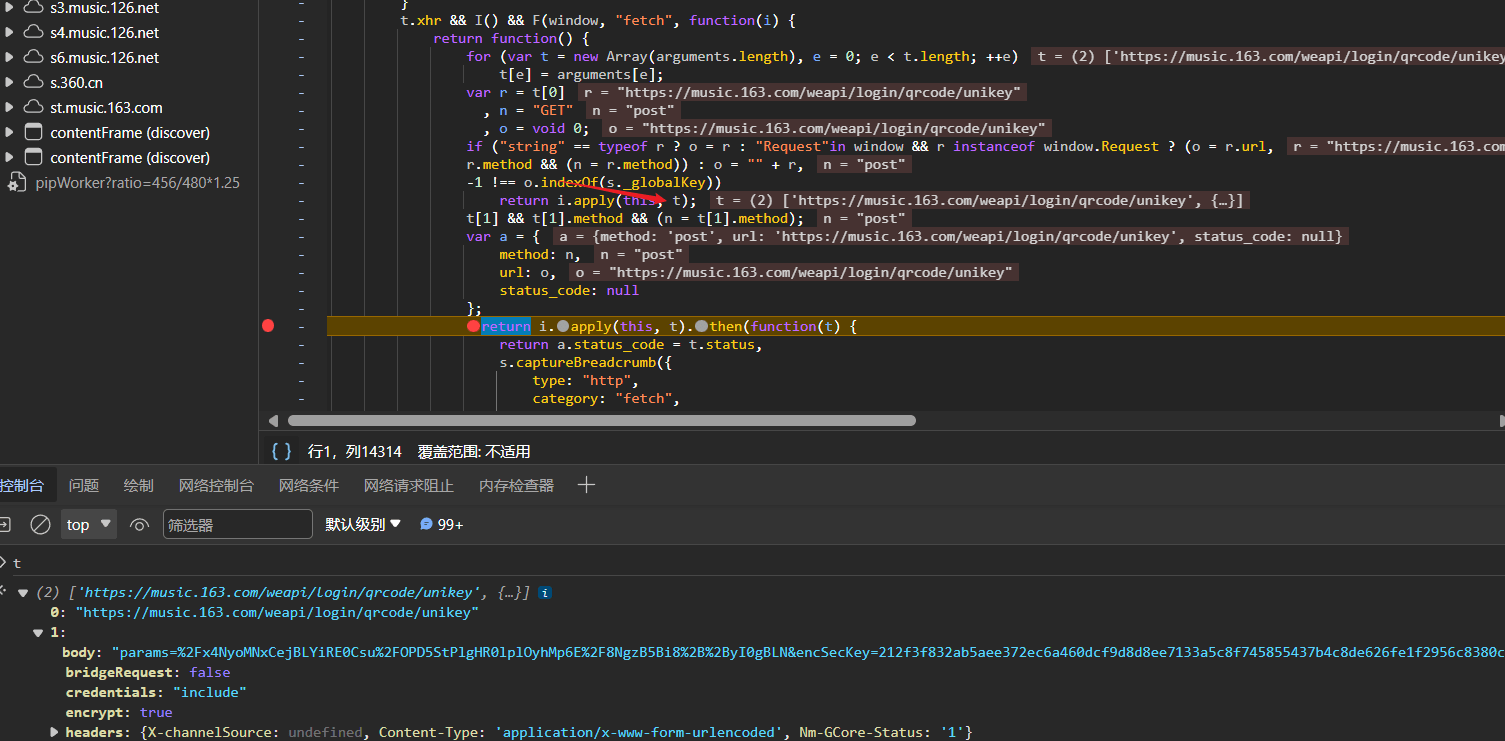 s3.music.126.net
s4.music.126.net
s6.music.126.net
s.360.cn
st.music.163.com
contentFrame (discover)
contentFrame (discover)
pipWorker?ratio=456/480*1.25
}
t.xhr && I() && F(window, "fetch", function(i) {
return function() {
for (var t = new Array(arguments.length), e = 0; e < t.length; ++e) t = (2) ['https://music.163.com/weapi/login/qrcode/unikey
t[e] = arguments[e];
var r = t[0] r = "https://music.163.com/weapi/login/qrcode/unikey"
, n = "GET" n = "post"
, o = void 0; o = "https://music.163.com/weapi/login/qrcode/unikey"
if ("string" == typeof r ? o = r : "Request"in window && r instanceof window.Request ? (o = r.url, r = "https://music.163.com
r.method && (n = r.method)) : o = "" + r, n = "post"
-1 !== o.indexOf(s._globalKey))
return i.apply(this, t); t = (2) ['https://music.163.com/weapi/login/qrcode/unikey', {…}]
t[1] && t[1].method && (n = t[1].method); n = "post"
var a = { a = {method: 'post', url: 'https://music.163.com/weapi/login/qrcode/unikey', status_code: null}
method: n, n = "post"
url: o, o = "https://music.163.com/weapi/login/qrcode/unikey"
status_code: null
};
return i.apply(this, t).then(function(t) {
return a.status_code = t.status,
s.captureBreadcrumb({
type: "http",
category: "fetch",
{ } 行1，列14314 覆盖范围: 不适用
控制台 问题 绘制 网络控制台 网络条件 网络请求阻止 内存检查器
top 筛选器 默认级别 99+
t
(2) ['https://music.163.com/weapi/login/qrcode/unikey', {…}] i
0: "https://music.163.com/weapi/login/qrcode/unikey"
1:
body: "params=%2Fx4NyoMNxCejBLYiRE0Csu%2FOPD5StPlgHR0lplOyhMp6E%2F8NgzB5Bi8%2B%2ByI0gBLN&encSecKey=212f3f832ab5aee372ec6a460dcf9d8d8ee7133a5c8f745855437b4c8de626fe1f2956c8380c
bridgeRequest: false
credentials: "include"
encrypt: true
headers: {X-channelSource: undefined, Content-Type: 'application/x-www-form-urlencoded', Nm-GCore-Status: '1'}